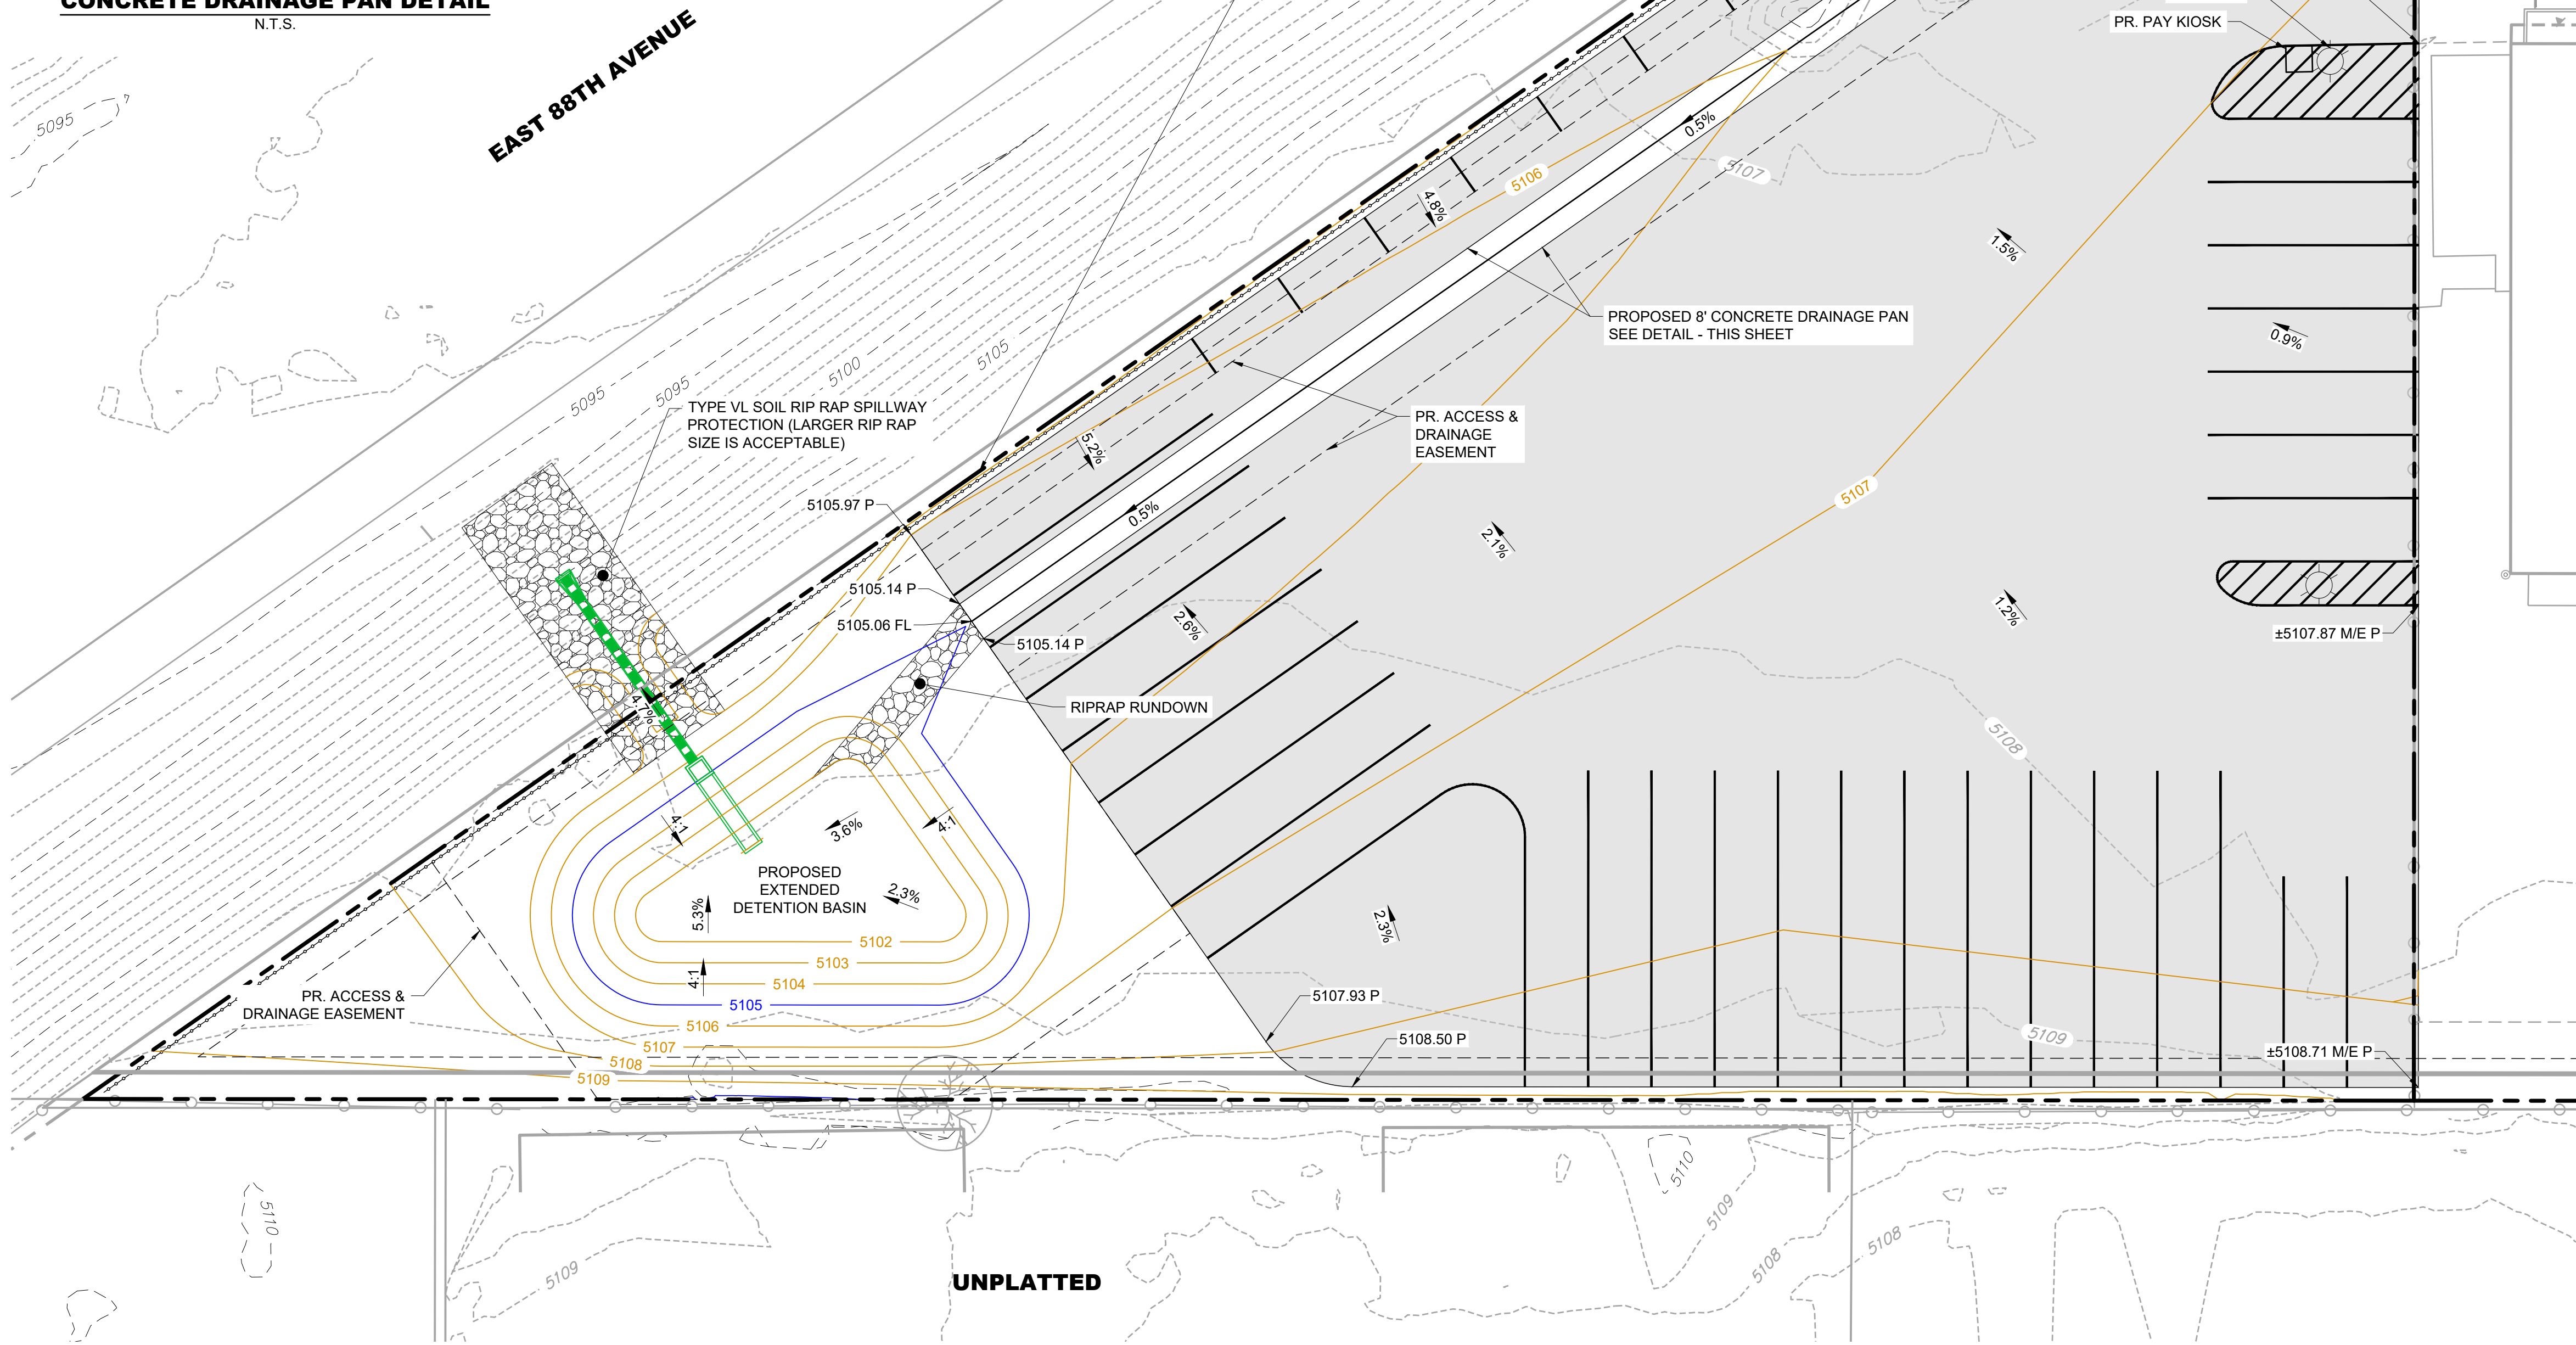 CONCRETE DRAINAGE PAN DETAIL
N.T.S.
EAST 88TH AVENUE
PR. PAY KIOSK
5095
0.5%
5107
5106
4.8%
1.5%
PROPOSED 8' CONCRETE DRAINAGE PAN
SEE DETAIL - THIS SHEET
0.9%
5105
5100
5095
5095
TYPE VL SOIL RIP RAP SPILLWAY
PROTECTION (LARGER RIP RAP
SIZE IS ACCEPTABLE)
PR. ACCESS &
DRAINAGE
EASEMENT
5.2%
5107
5105.97 P
0.5%
2.1%
5105.14 P
5105.06 FL
2.6%
1.2%
±5107.87 M/E P
5105.14 P
RIPRAP RUNDOWN
4.7%
5108
4:1
3.6%
4:1
PROPOSED
EXTENDED
DETENTION BASIN
2.3%
5.3%
2.3%
5102
5103
4:1
5104
5105
PR. ACCESS &
DRAINAGE EASEMENT
5107.93 P
5106
5108.50 P
5109
5107
±5108.71 M/E P
5108
5109
5110
5110
5109
5108
5108
5109
UNPLATTED